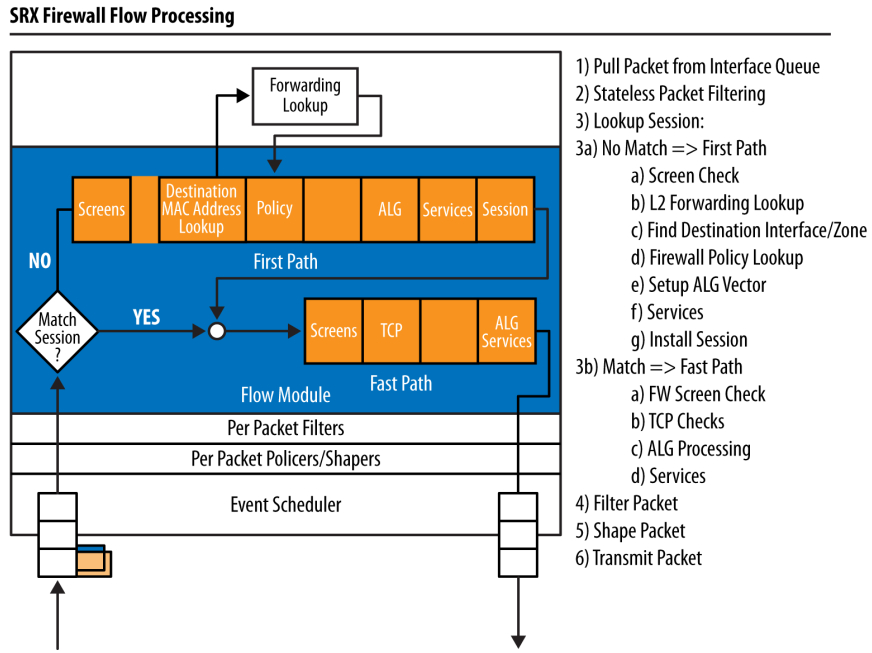 SRX Firewall Flow Processing
Forwarding
Lookup
Screens
Destination
MAC Address
Lookup
Policy
ALG
Services
Session
First Path
NO
Match
Session
?
YES
Screens
TCP
ALG
Services
Fast Path
Flow Module
Per Packet Filters
Per Packet Policers/Shapers
Event Scheduler
1) Pull Packet from Interface Queue
2) Stateless Packet Filtering
3) Lookup Session:
3a) No Match => First Path
a) Screen Check
b) L2 Forwarding Lookup
c) Find Destination Interface/Zone
d) Firewall Policy Lookup
e) Setup ALG Vector
f) Services
g) Install Session
3b) Match => Fast Path
a) FW Screen Check
b) TCP Checks
c) ALG Processing
d) Services
4) Filter Packet
5) Shape Packet
6) Transmit Packet